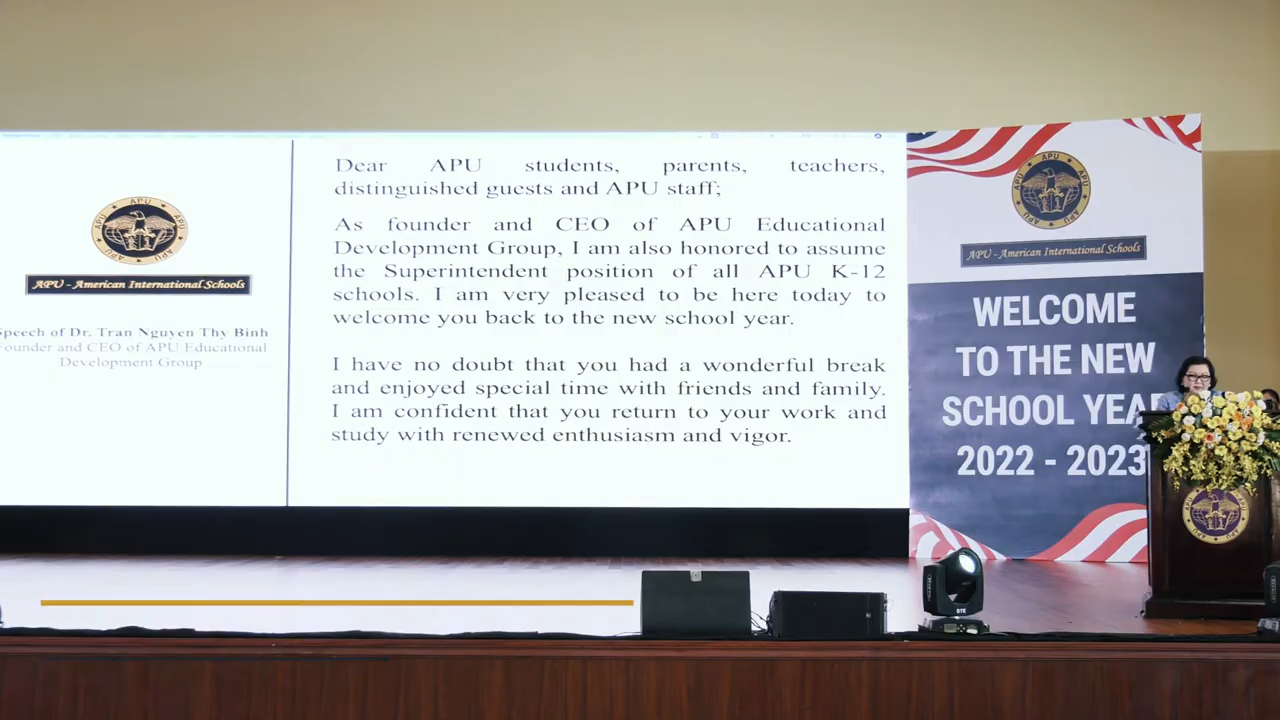 APU
APU - American International Schools
Speech of Dr. Tran Nguyen Thy Binh
Founder and CEO of APU Educational
Development Group
Dear APU students, parents, teachers,
distinguished guests and APU staff;
As founder and CEO of APU Educational
Development Group, I am also honored to assume
the Superintendent position of all APU K-12
schools. I am very pleased to be here today to
welcome you back to the new school year.
I have no doubt that you had a wonderful break
and enjoyed special time with friends and family.
I am confident that you return to your work and
study with renewed enthusiasm and vigor.
APU
APU - American International Schools
WELCOME
TO THE NEW
SCHOOL YEAR
2022 - 2023
APU
BTE